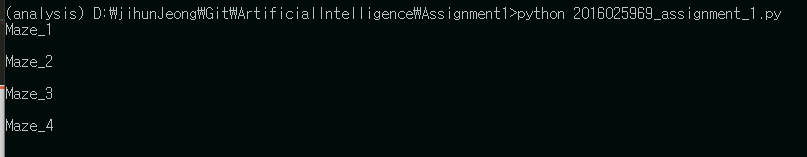 (analysis) D:₩jihunJeong₩Git₩ArtificialIntelligence₩Assignment1>python 2016025969_assignment_1.py
Maze_1
Maze_2
Maze_3
Maze_4